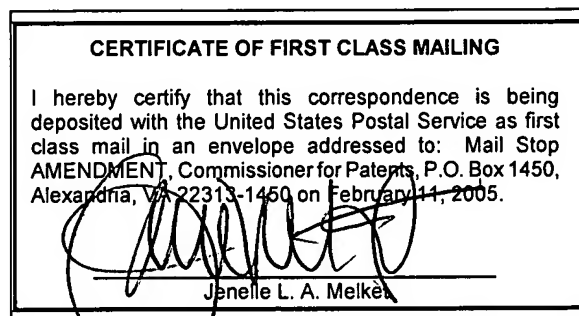 CERTIFICATE OF FIRST CLASS MAILING
I hereby certify that this correspondence is being
deposited with the United States Postal Service as first
class mail in an envelope addressed to: Mail Stop
AMENDMENT, Commissioner for Patents, P.O. Box 1450,
Alexandria, VA 22313-1450 on February 11, 2005.
Jenelle L. A. Melket